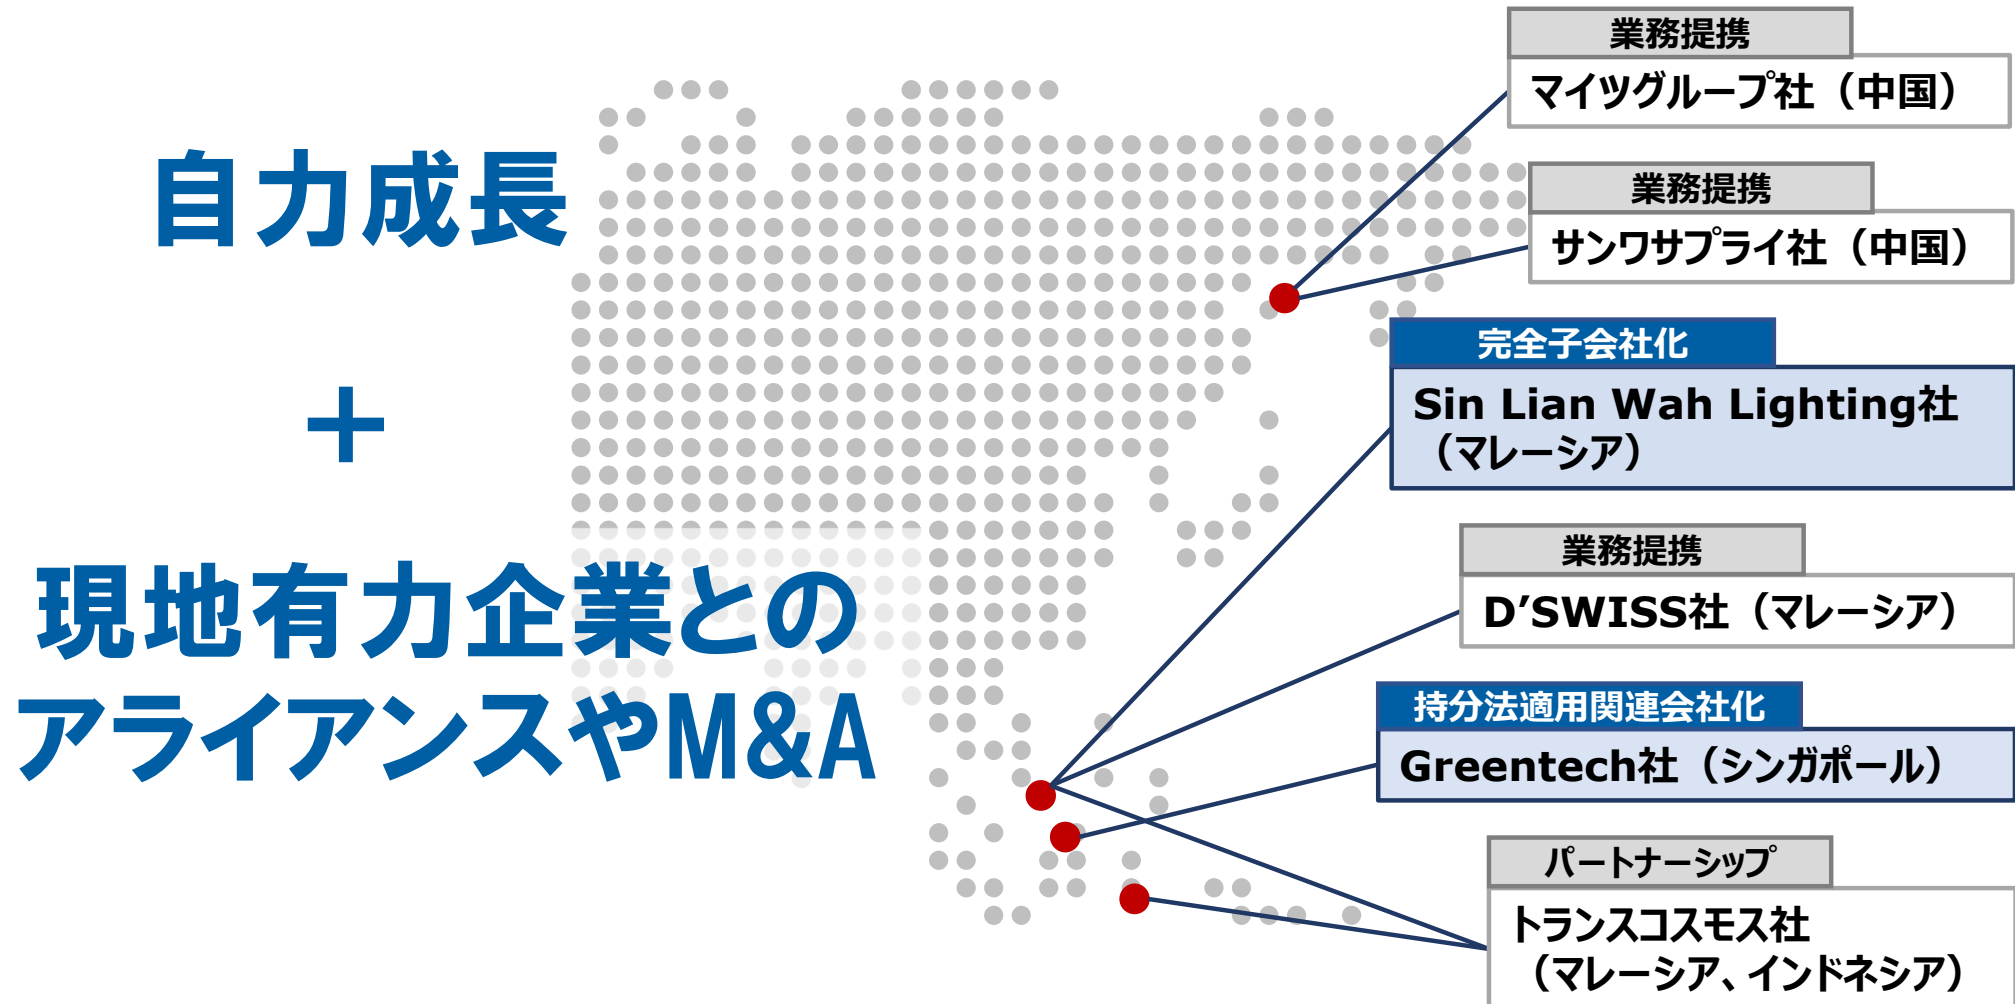 自力成長
＋
現地有力企業との
アライアンスやM&A
業務提携
マイツグループ社（中国）
業務提携
サンワサプライ社（中国）
完全子会社化
Sin Lian Wah Lighting社
（マレーシア）
業務提携
D’SWISS社（マレーシア）
持分法適用関連会社化
Greentech社（シンガポール）
パートナーシップ
トランスコスモス社
（マレーシア、インドネシア）